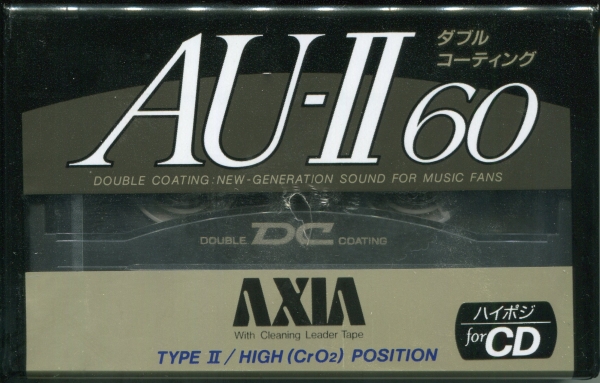 AU-II 60
ダブル
コーティング
DOUBLE COATING:NEW-GENERATION SOUND FOR MUSIC FANS
DOUBLE DC COATING
AXIA
With Cleaning Leader Tape
TYPE II/HIGH (CrO2) POSITION
ハイポジ
for CD